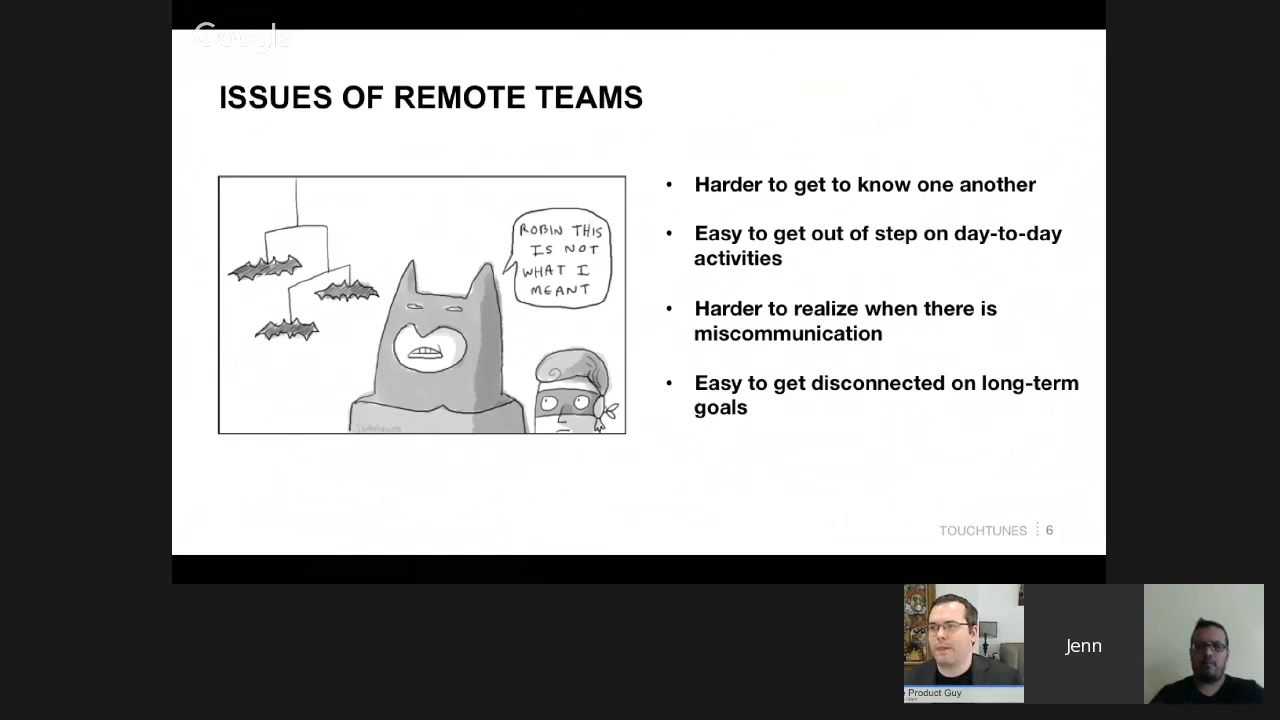 Google
ISSUES OF REMOTE TEAMS
ROBIN THIS
IS NOT
WHAT I
MEANT
• Harder to get to know one another
• Easy to get out of step on day-to-day
activities
• Harder to realize when there is
miscommunication
• Easy to get disconnected on long-term
goals
TOUCHTUNES 6
Jenn
Product Guy